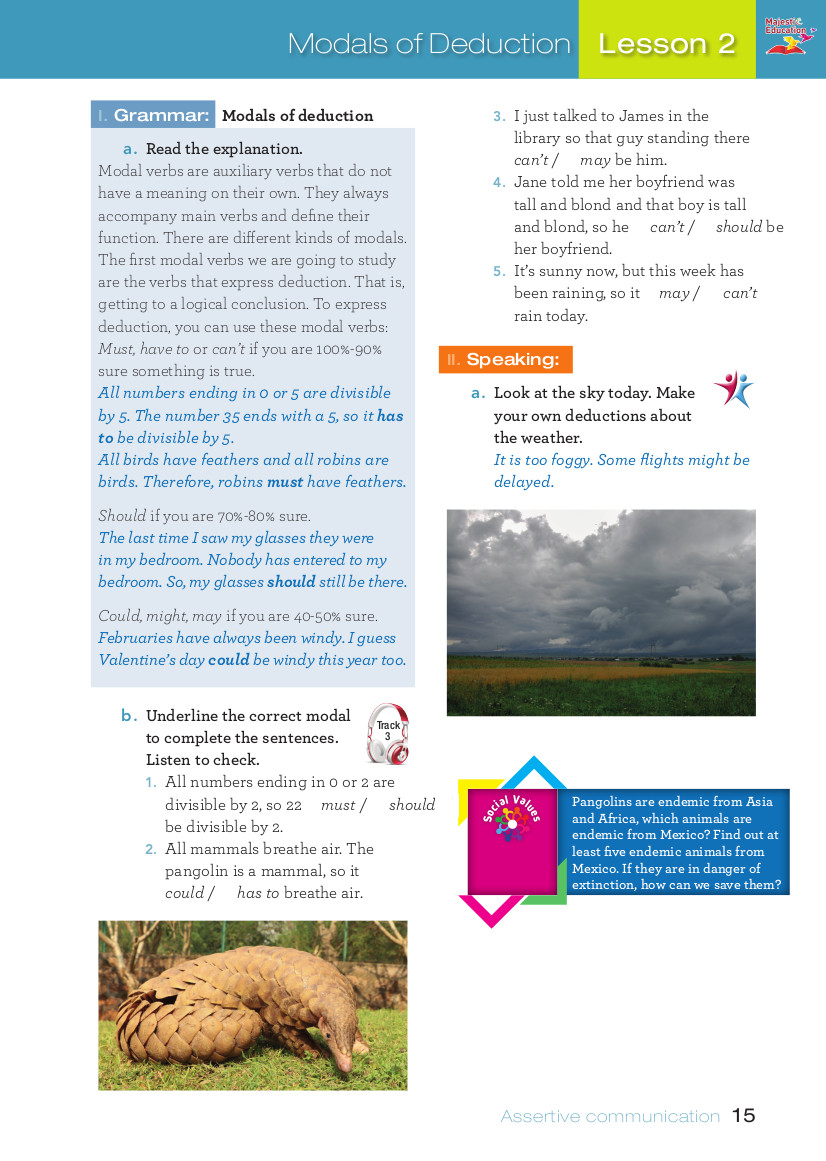 Modals of Deduction Lesson 2
Majestic
Education
I. Grammar: Modals of deduction
a. Read the explanation.
Modal verbs are auxiliary verbs that do not
have a meaning on their own. They always
accompany main verbs and define their
function. There are different kinds of modals.
The first modal verbs we are going to study
are the verbs that express deduction. That is,
getting to a logical conclusion. To express
deduction, you can use these modal verbs:
Must, have to or can't if you are 100%-90%
sure something is true.
All numbers ending in 0 or 5 are divisible
by 5. The number 35 ends with a 5, so it has
to be divisible by 5.
All birds have feathers and all robins are
birds. Therefore, robins must have feathers.
Should if you are 70%-80% sure.
The last time I saw my glasses they were
in my bedroom. Nobody has entered to my
bedroom. So, my glasses should still be there.
Could, might, may if you are 40-50% sure.
Februaries have always been windy. I guess
Valentine's day could be windy this year too.
b. Underline the correct modal
to complete the sentences.
Listen to check.
Track
3
1. All numbers ending in 0 or 2 are
divisible by 2, so 22 must / should
be divisible by 2.
2. All mammals breathe air. The
pangolin is a mammal, so it
could / has to breathe air.
3. I just talked to James in the
library so that guy standing there
can't / may be him.
4. Jane told me her boyfriend was
tall and blond and that boy is tall
and blond, so he can't / should be
her boyfriend.
5. It's sunny now, but this week has
been raining, so it may / can't
rain today.
II. Speaking:
a. Look at the sky today. Make
your own deductions about
the weather.
It is too foggy. Some flights might be
delayed.
Social Values
Pangolins are endemic from Asia
and Africa, which animals are
endemic from Mexico? Find out at
least five endemic animals from
Mexico. If they are in danger of
extinction, how can we save them?
Assertive communication 15